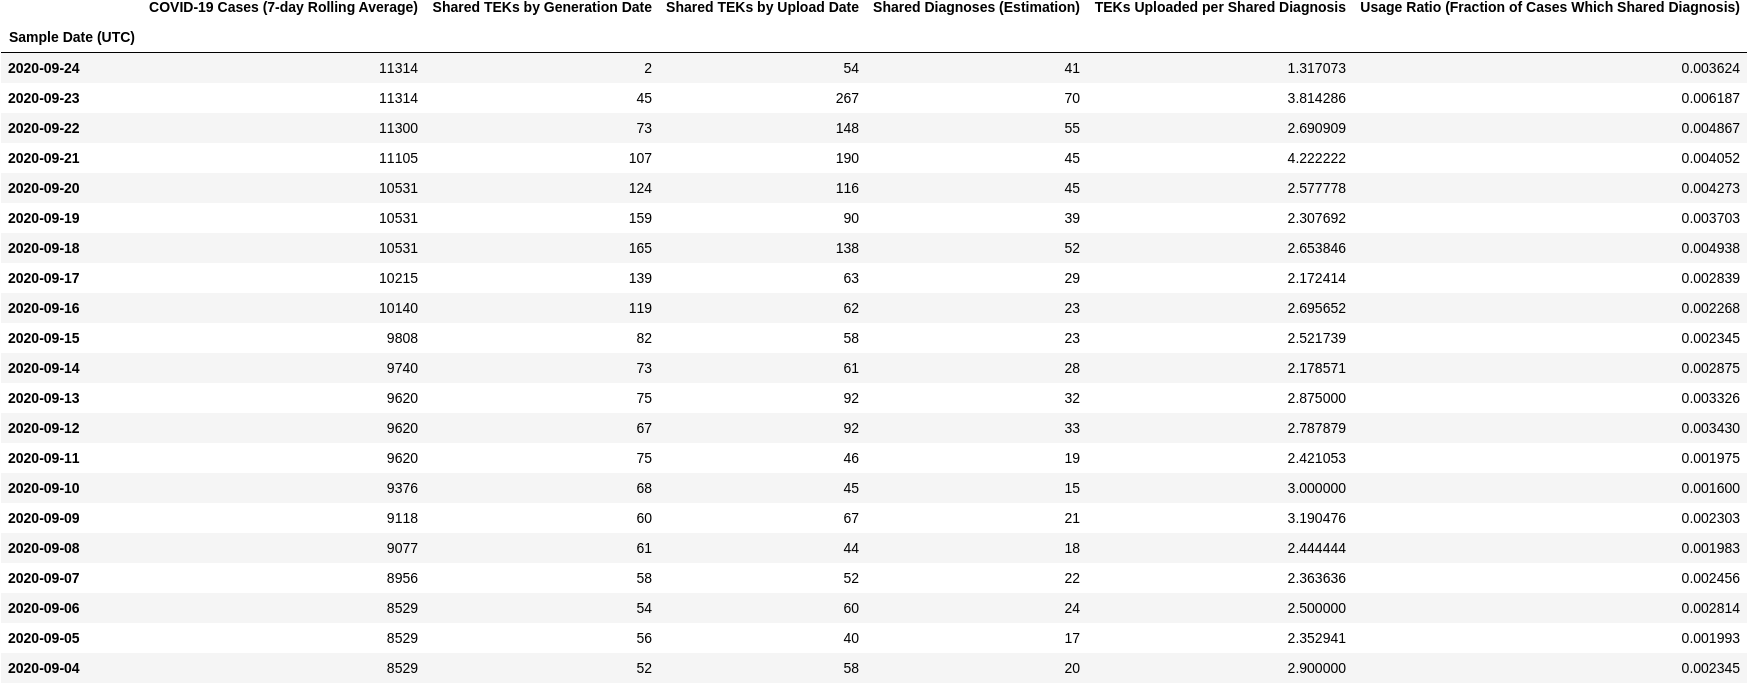 COVID-19 Cases (7-day Rolling Average) Shared TEKs by Generation Date Shared TEKs by Upload Date Shared Diagnoses (Estimation) TEKs Uploaded per Shared Diagnosis Usage Ratio (Fraction of Cases Which Shared Diagnosis)
Sample Date (UTC)
2020-09-24 11314 2 54 41 1.317073 0.003624
2020-09-23 11314 45 267 70 3.814286 0.006187
2020-09-22 11300 73 148 55 2.690909 0.004867
2020-09-21 11105 107 190 45 4.222222 0.004052
2020-09-20 10531 124 116 45 2.577778 0.004273
2020-09-19 10531 159 90 39 2.307692 0.003703
2020-09-18 10531 165 138 52 2.653846 0.004938
2020-09-17 10215 139 63 29 2.172414 0.002839
2020-09-16 10140 119 62 23 2.695652 0.002268
2020-09-15 9808 82 58 23 2.521739 0.002345
2020-09-14 9740 73 61 28 2.178571 0.002875
2020-09-13 9620 75 92 32 2.875000 0.003326
2020-09-12 9620 67 92 33 2.787879 0.003430
2020-09-11 9620 75 46 19 2.421053 0.001975
2020-09-10 9376 68 45 15 3.000000 0.001600
2020-09-09 9118 60 67 21 3.190476 0.002303
2020-09-08 9077 61 44 18 2.444444 0.001983
2020-09-07 8956 58 52 22 2.363636 0.002456
2020-09-06 8529 54 60 24 2.500000 0.002814
2020-09-05 8529 56 40 17 2.352941 0.001993
2020-09-04 8529 52 58 20 2.900000 0.002345